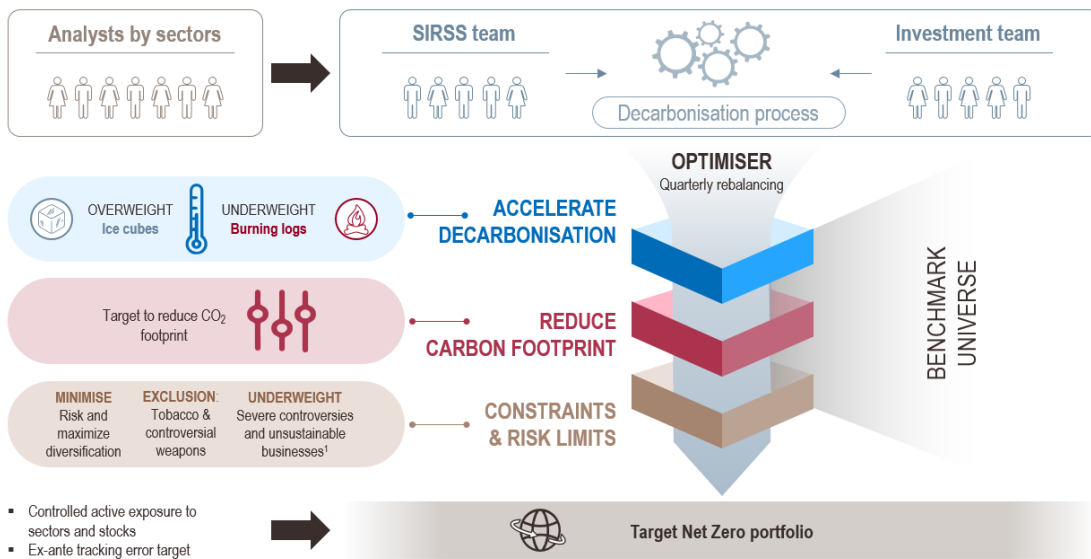 Analysts by sectors
SIRSS team
Investment team
Decarbonisation process
OPTIMISER
Quarterly rebalancing
OVERWEIGHT
Ice cubes
UNDERWEIGHT
Burning logs
ACCELERATE
DECARBONISATION
Target to reduce CO₂
footprint
REDUCE
CARBON FOOTPRINT
MINIMISE
Risk and
maximize
diversification
EXCLUSION:
Tobacco &
controversial
weapons
UNDERWEIGHT
Severe controversies
and unsustainable
businesses¹
CONSTRAINTS
& RISK LIMITS
BENCHMARK
UNIVERSE
▪ Controlled active exposure to
sectors and stocks
▪ Ex-ante tracking error target
Target Net Zero portfolio